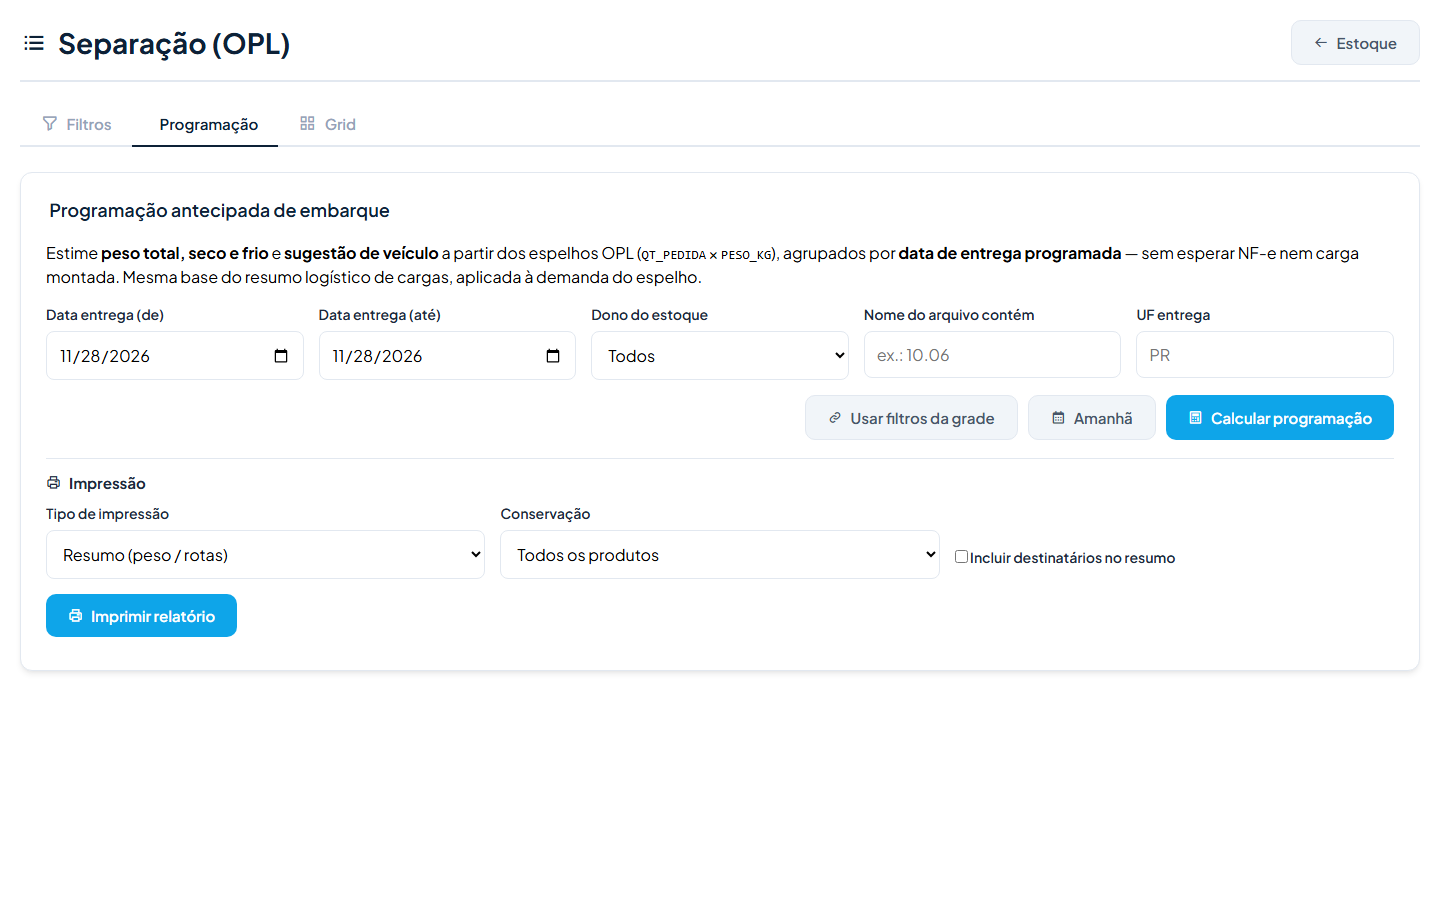 Separação (OPL)
Estoque
Filtros
Programação
Grid
Programação antecipada de embarque
Estime peso total, seco e frio e sugestão de veículo a partir dos espelhos OPL (QT_PEDIDA × PESO_KG), agrupados por data de entrega programada — sem esperar NF-e nem carga
montada. Mesma base do resumo logístico de cargas, aplicada à demanda do espelho.
Data entrega (de)
Data entrega (até)
Dono do estoque
Nome do arquivo contém
UF entrega
11/28/2026
11/28/2026
Todos
ex.: 10.06
PR
Usar filtros da grade
Amanhã
Calcular programação
Impressão
Tipo de impressão
Conservação
Resumo (peso / rotas)
Todos os produtos
Incluir destinatários no resumo
Imprimir relatório